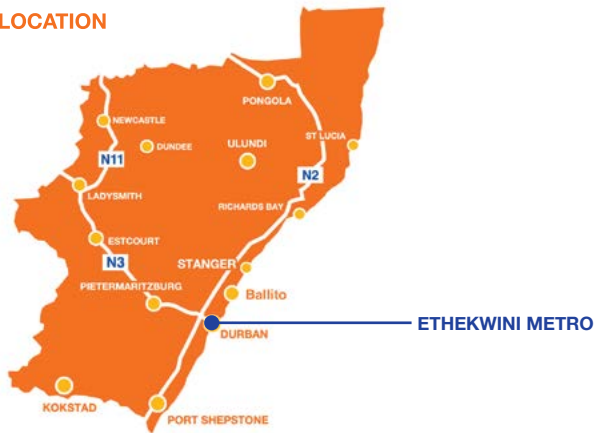 LOCATION
PONGOLA
NEWCASTLE
DUNDEE
ULUNDI
ST LUCIA
N11
N2
LADYSMITH
RICHARDS BAY
ESTCOURT
N3
STANGER
PIETERMARITZBURG
Ballito
ETHEKWINI METRO
DURBAN
KOKSTAD
PORT SHEPSTONE